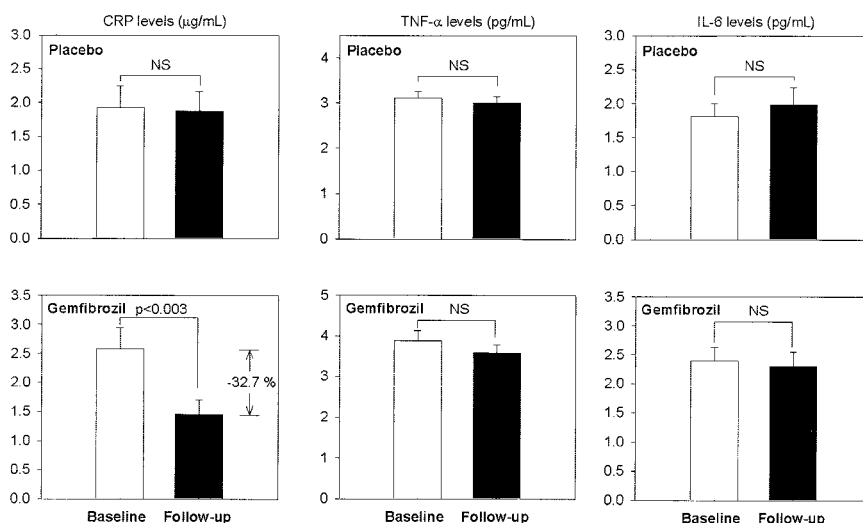 CRP levels (µg/mL)
TNF-α levels (pg/mL)
IL-6 levels (pg/mL)
Placebo
NS
3.0
2.5
2.0
1.5
1.0
0.5
0.0
Placebo
NS
4
3
2
1
0
Placebo
NS
3.0
2.5
2.0
1.5
1.0
0.5
0.0
Gemfibrozil p<0.003
3.5
3.0
2.5
2.0
1.5
1.0
0.5
0.0
-32.7 %
Gemfibrozil
NS
5
4
3
2
1
0
Gemfibrozil
NS
3.5
3.0
2.5
2.0
1.5
1.0
0.5
0.0
Baseline Follow-up
Baseline Follow-up
Baseline Follow-up